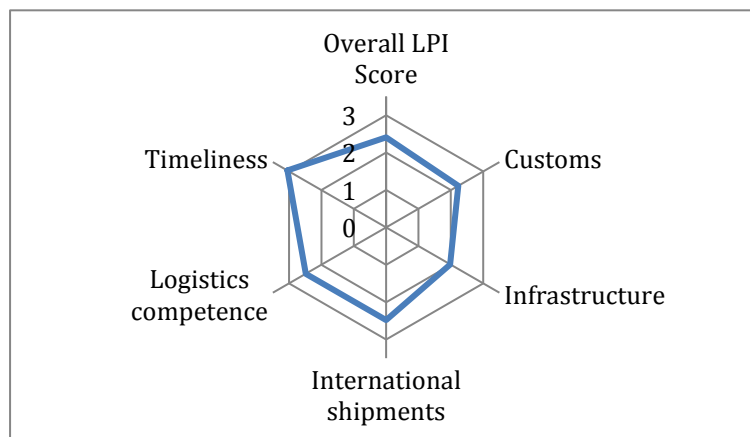 Overall LPI
Score
3
2
1
0
Customs
Infrastructure
International
shipments
Logistics
competence
Timeliness